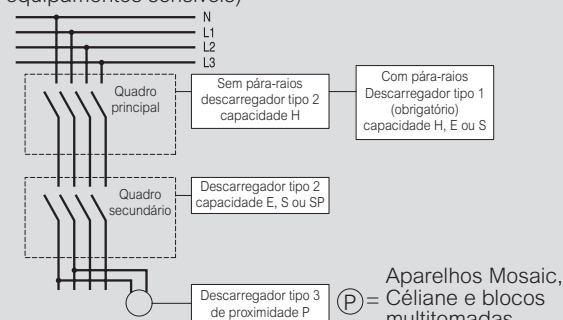 equipamentos sensíveis)
N
L1
L2
L3
Quadro
principal
Sem pára-raios
descarregador tipo 2
capacidade H
Com pára-raios
Descarregador tipo 1
(obrigatório)
capacidade H, E ou S
Quadro
secundário
Descarregador tipo 2
capacidade E, S ou SP
Descarregador tipo 3
de proximidade P
P = Aparelhos Mosaic,
Céliane e blocos
multitomadas